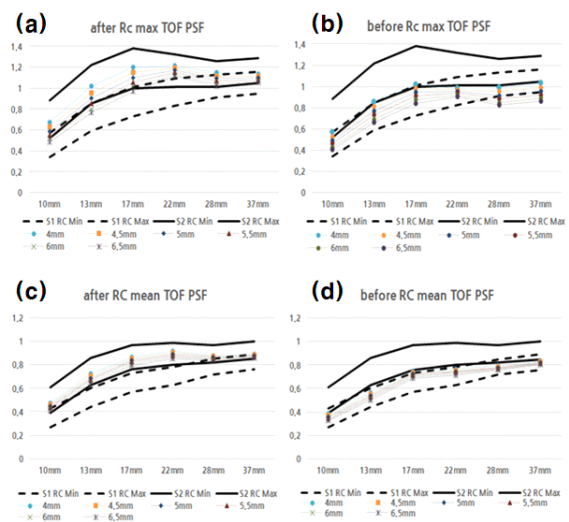 (a)
after Rc max TOF PSF
1,4
1,2
1
0,8
0,6
0,4
0,2
0
10mm 13mm 17mm 22mm 28mm 37mm
S1 RC Min S1 RC Max S2 RC Min S2 RC Max
4mm 4,5mm 5mm 5,5mm
6mm 6,5mm
(b)
before Rc max TOF PSF
1,4
1,2
1
0,8
0,6
0,4
0,2
0
10mm 13mm 17mm 22mm 28mm 37mm
S1 RC Min S1 RC Max S2 RC Min S2 RC Max
4mm 4,5mm 5mm 5,5mm
6mm 6,5mm
(c)
after RC mean TOF PSF
1,2
1
0,8
0,6
0,4
0,2
0
10mm 13mm 17mm 22mm 28mm 37mm
S1 RC Min S1 RC Max S2 RC Min S2 RC Max
4mm 4,5mm 5mm 5,5mm
6mm 6,5mm
(d)
before RC mean TOF PSF
1,2
1
0,8
0,6
0,4
0,2
0
10mm 13mm 17mm 22mm 28mm 37mm
S1 RC Min S1 RC Max S2 RC Min S2 RC Max
4mm 4,5mm 5mm 5,5mm
6mm 6,5mm